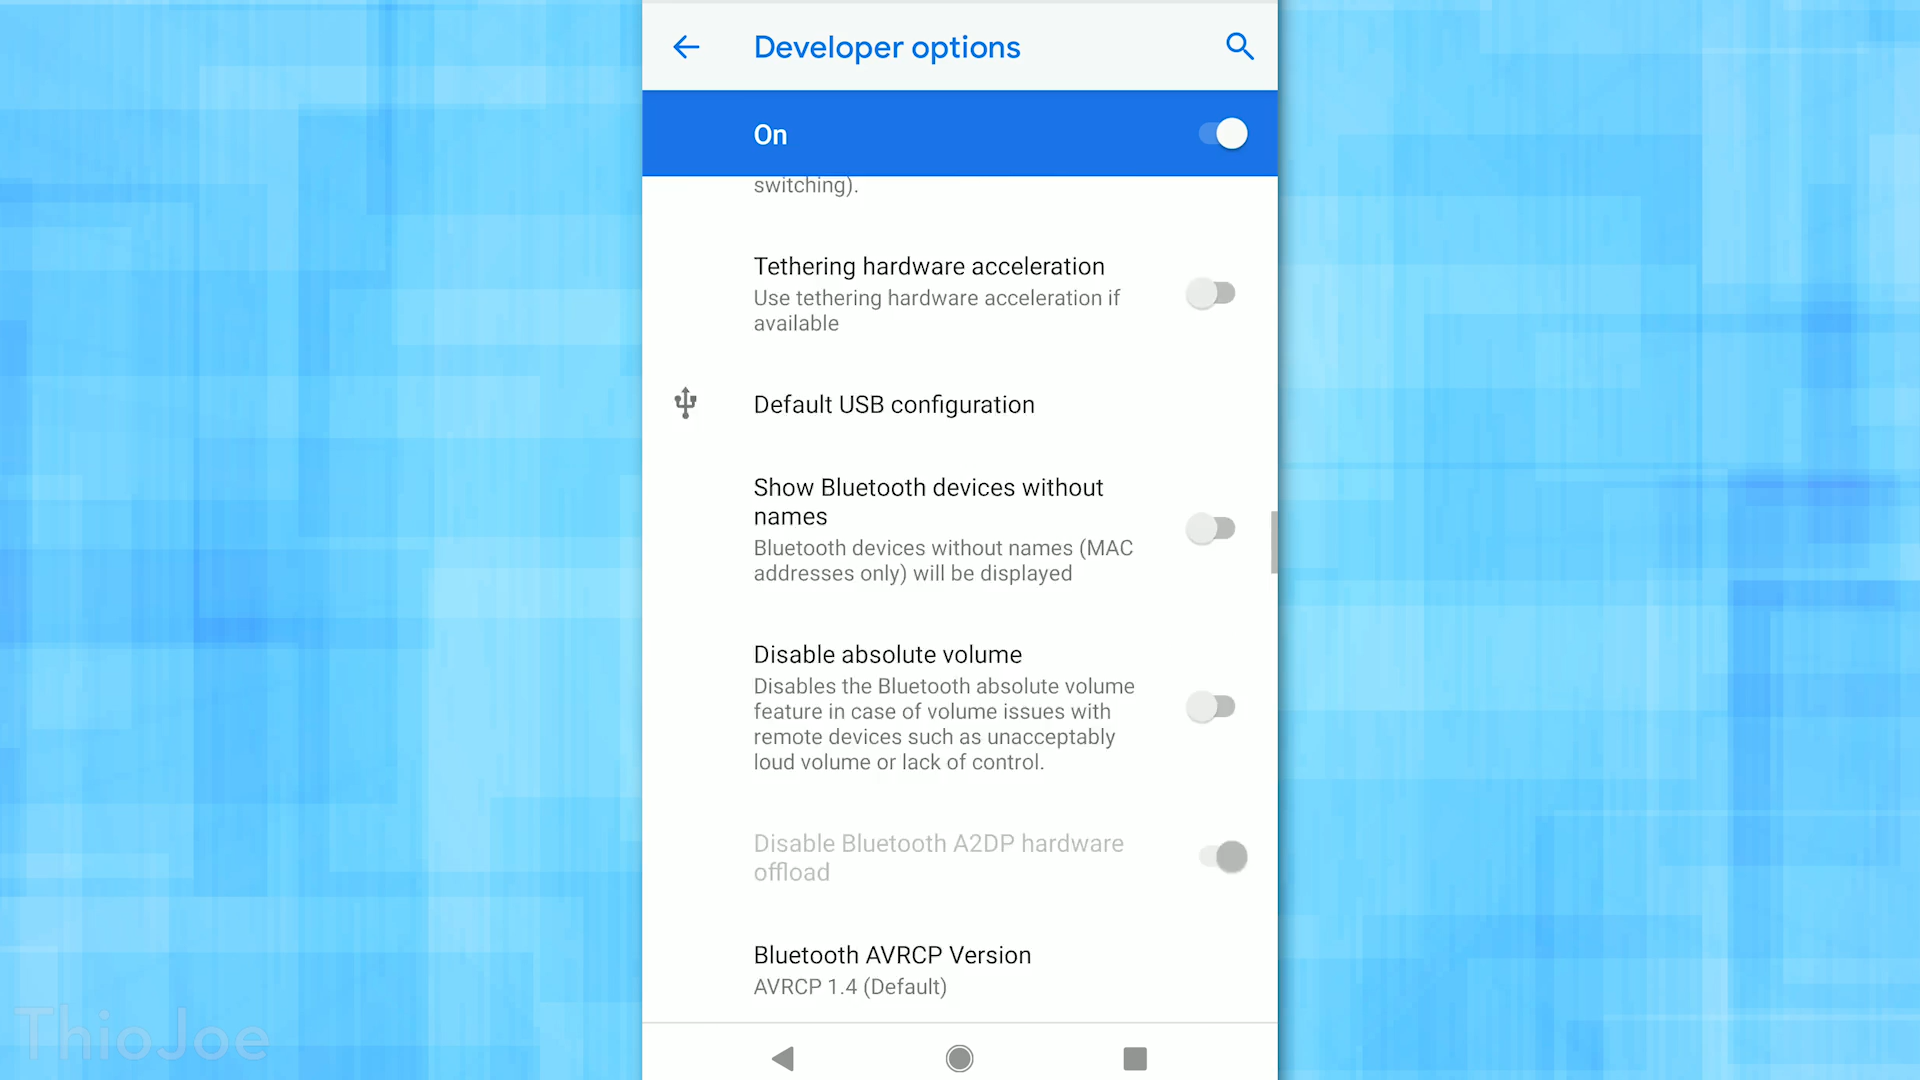 Developer options
On
switching).
Tethering hardware acceleration
Use tethering hardware acceleration if
available
Default USB configuration
Show Bluetooth devices without
names
Bluetooth devices without names (MAC
addresses only) will be displayed
Disable absolute volume
Disables the Bluetooth absolute volume
feature in case of volume issues with
remote devices such as unacceptably
loud volume or lack of control.
Disable Bluetooth A2DP hardware
offload
Bluetooth AVRCP Version
AVRCP 1.4 (Default)
ThioJoe